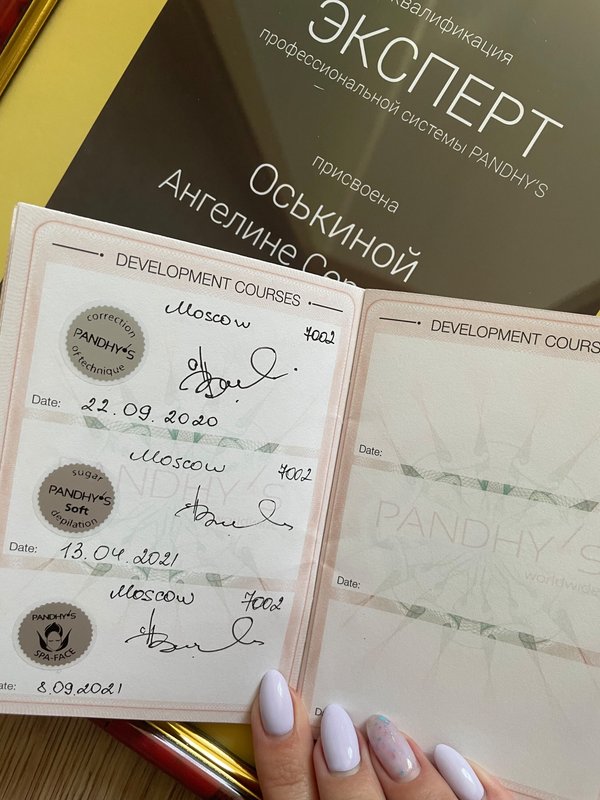 квалификация
ЭКСПЕРТ
профессиональной системы PANDHY'S
присвоена
Оськиной
Ангелине
DEVELOPMENT COURSES
correction
PANDHY'S
of technique
Moscow
7002
Date: 22.09.2020
sugar
PANDHY'S
Soft
depilation
Moscow
7002
Date: 13.04.2021
PANDHY'S
SPA-FACE
Moscow
7002
ate: 8.09.2021
DEVELOPMENT COURS
Date:
PANDHY'S
Date: